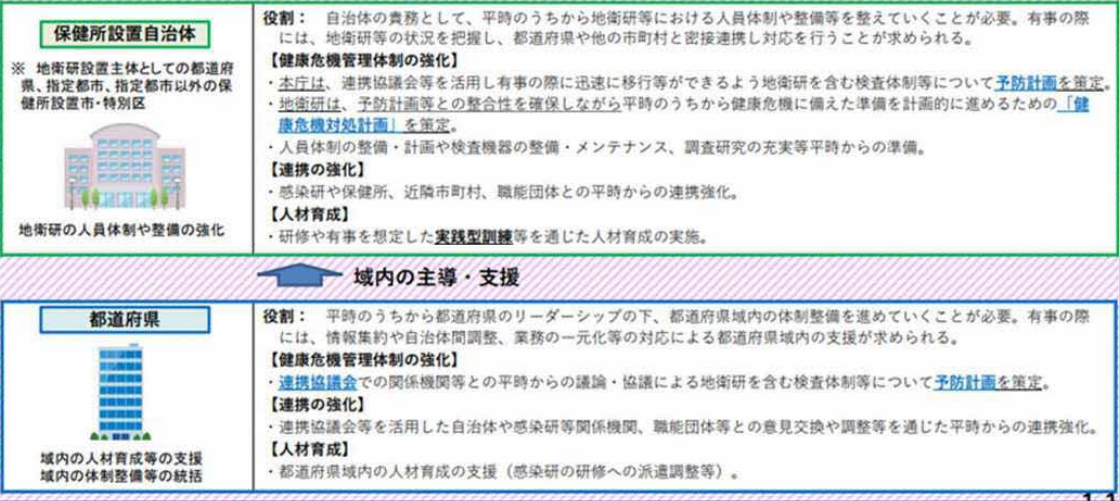 保健所設置自治体
※ 地衛研設置主体としての都道府
県、指定都市、指定都市以外の保
健所設置市・特別区
地衛研の人員体制や整備の強化
役割： 自治体の責務として、平時のうちから地衛研等における人員体制や整備等を整えていくことが必要。有事の際
には、地衛研等の状況を把握し、都道府県や他の市町村と密接連携し対応を行うことが求められる。
【健康危機管理体制の強化】
・本庁は、連携協議会等を活用し有事の際に迅速に移行等ができるよう地衛研を含む検査体制等について予防計画を策定。
・地衛研は、予防計画等との整合性を確保しながら平時のうちから健康危機に備えた準備を計画的に進めるための「健
康危機対処計画」を策定。
・人員体制の整備・計画や検査機器の整備・メンテナンス、調査研究の充実等平時からの準備。
【連携の強化】
・感染研や保健所、近隣市町村、職能団体との平時からの連携強化。
【人材育成】
・研修や有事を想定した実践型訓練等を通じた人材育成の実施。
域内の主導・支援
都道府県
域内の人材育成等の支援
域内の体制整備等の統括
役割： 平時のうちから都道府県のリーダーシップの下、都道府県域内の体制整備を進めていくことが必要。有事の際
には、情報集約や自治体間調整、業務の一元化等の対応による都道府県域内の支援が求められる。
【健康危機管理体制の強化】
・連携協議会での関係機関等との平時からの議論・協議による地衛研を含む検査体制等について予防計画を策定。
【連携の強化】
・連携協議会等を活用した自治体や感染研等関係機関、職能団体等との意見交換や調整等を通じた平時からの連携強化。
【人材育成】
・都道府県域内の人材育成の支援（感染研の研修への派遣調整等）。